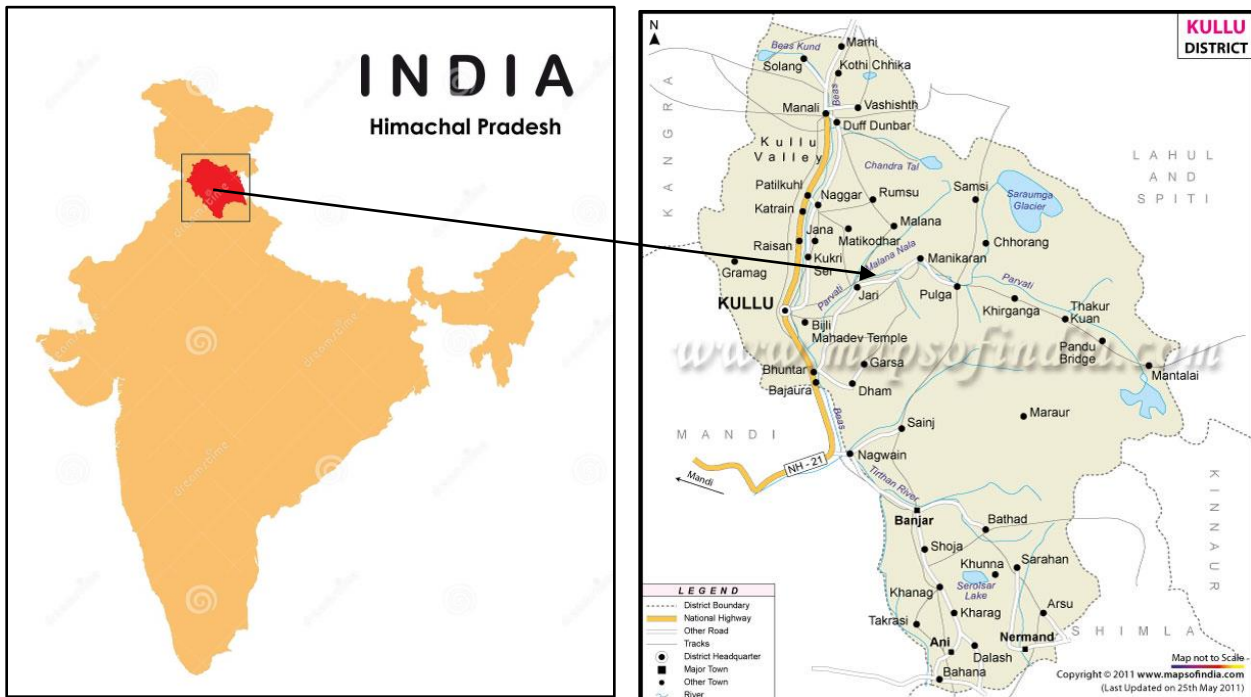 INDIA
Himachal Pradesh
dreamstime
N
KULLU
DISTRICT
Beas Kund
Marhi
Solang
Kothi Chhika
Beas
Manali
Vashishth
Duff Dunbar
Kullu
Valley
Chandra Tal
KANGRA
LAHUL
AND
SPITI
Patlikuhl
Naggar
Rumsu
Samsi
Saraumga
Glacier
Katrain
Malana
Jana
Matikodhar
Raisan
Chhorang
Kukri
Ser
Malana Nala
Manikaran
Gramag
Parvati
Jari
Pulga
Parvati
KULLU
Khirganga
Thakur
Kuan
Bijli
Mahadev Temple
www.mapsofindia.com
Pandu
Bridge
Garsa
Bhuntar
Mantalai
Bajaura
Dham
Beas
Maraur
Sainj
MANDI
NH - 21
Nagwain
Mandi
Tirthan River
KINNAUR
Banjar
Bathad
Shoja
Khunna
Sarahan
Khanag
Serolsar
Lake
Kharag
Arsu
Takrasi
SHIMLA
Ani
Nermand
Dalash
Bahana
LEGEND
District Boundary
National Highway
Other Road
Tracks
District Headquarter
Major Town
Other Town
River
Map not to Scale
Copyright © 2011 www.mapsofindia.com
(Last Updated on 25th May 2011)